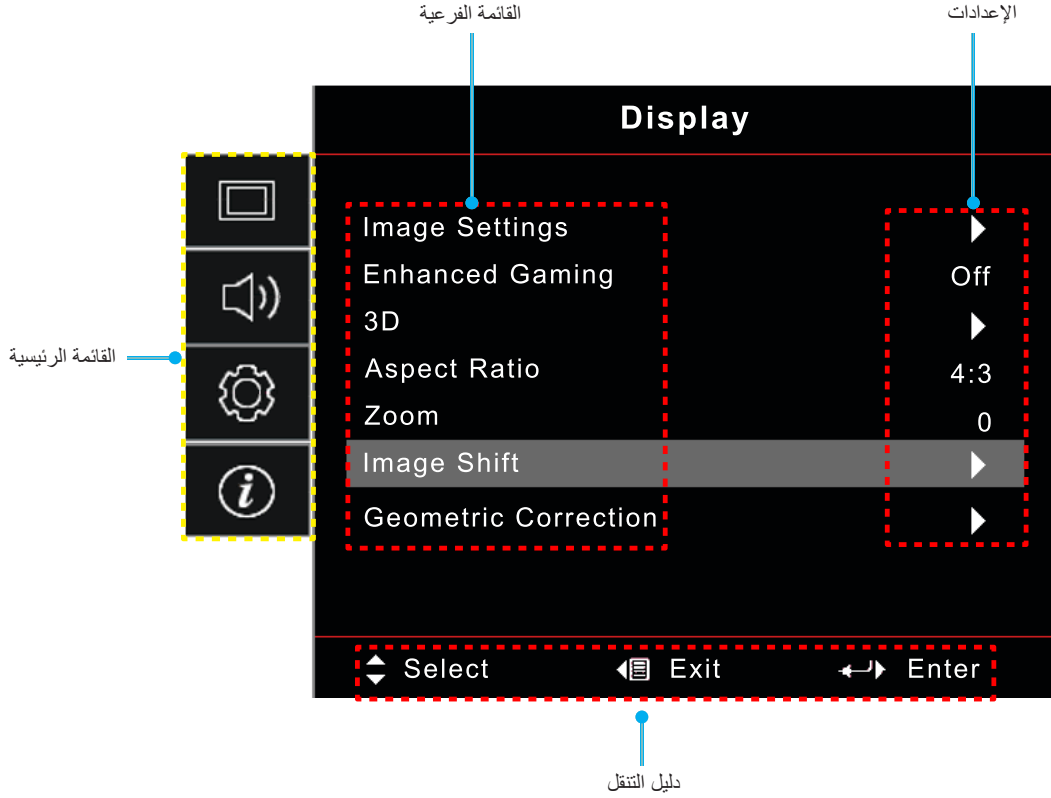 القائمة الفرعية
الإعدادات
Display
Image Settings
Enhanced Gaming Off
3D
Aspect Ratio 4:3
Zoom 0
Image Shift
Geometric Correction
القائمة الرئيسية
Select Exit Enter
دليل التنقل